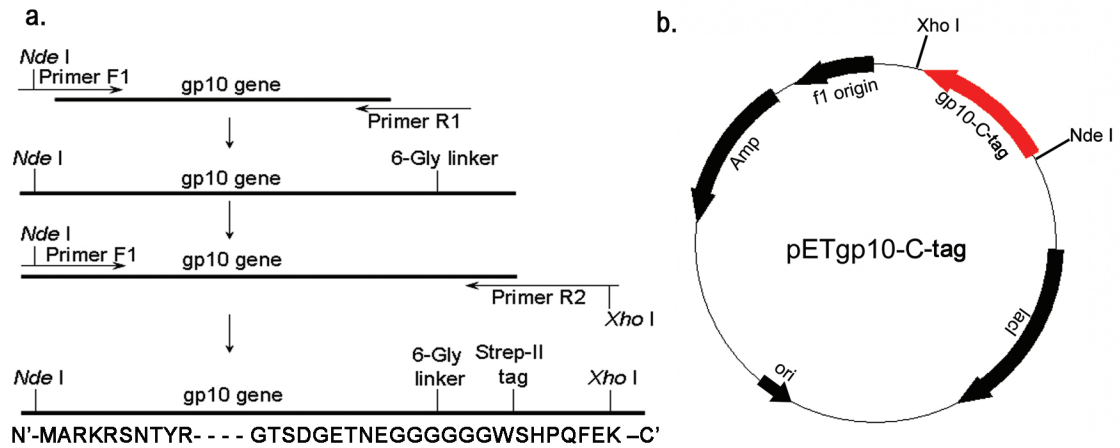 a.
Nde I
Primer F1
gp10 gene
Primer R1
Nde I
gp10 gene
6-Gly linker
Nde I
Primer F1
gp10 gene
Primer R2
Xho I
Nde I
gp10 gene
6-Gly
linker
Strep-II
tag
Xho I
N'-MARKRSNTYR- - - - GTSDGETNEGGGGGGWSHPQFEK –C'
b.
Xho I
f1 origin
gp10-C-tag
Nde I
Amp
pETgp10-C-tag
lacI
ori